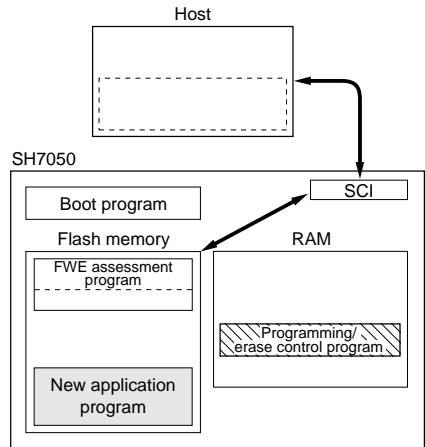 Host
SH7050
SCI
Boot program
Flash memory
RAM
FWE assessment
program
Programming/
erase control program
New application
program